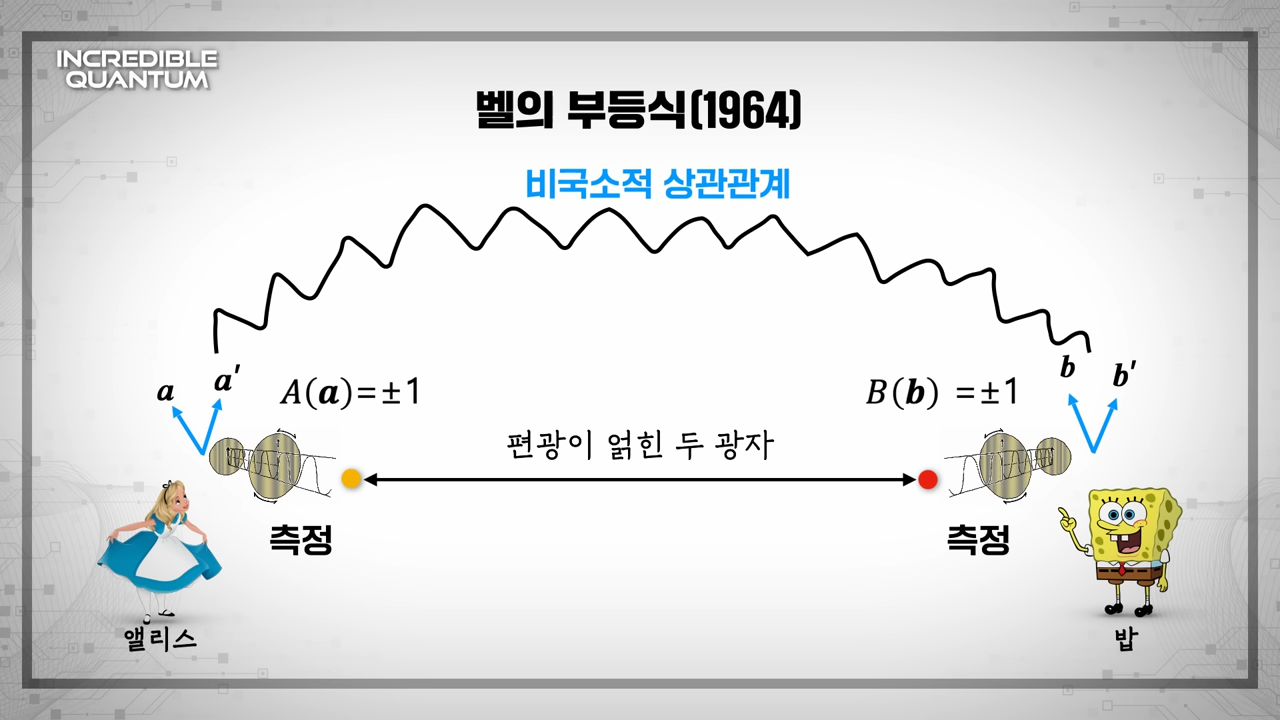 INCREDIBLE
QUANTUM
벨의 부등식(1964)
비국소적 상관관계
a
a′
A(a)=±1
B(b) =±1
b
b′
편광이 얽힌 두 광자
측정
측정
앨리스
밥